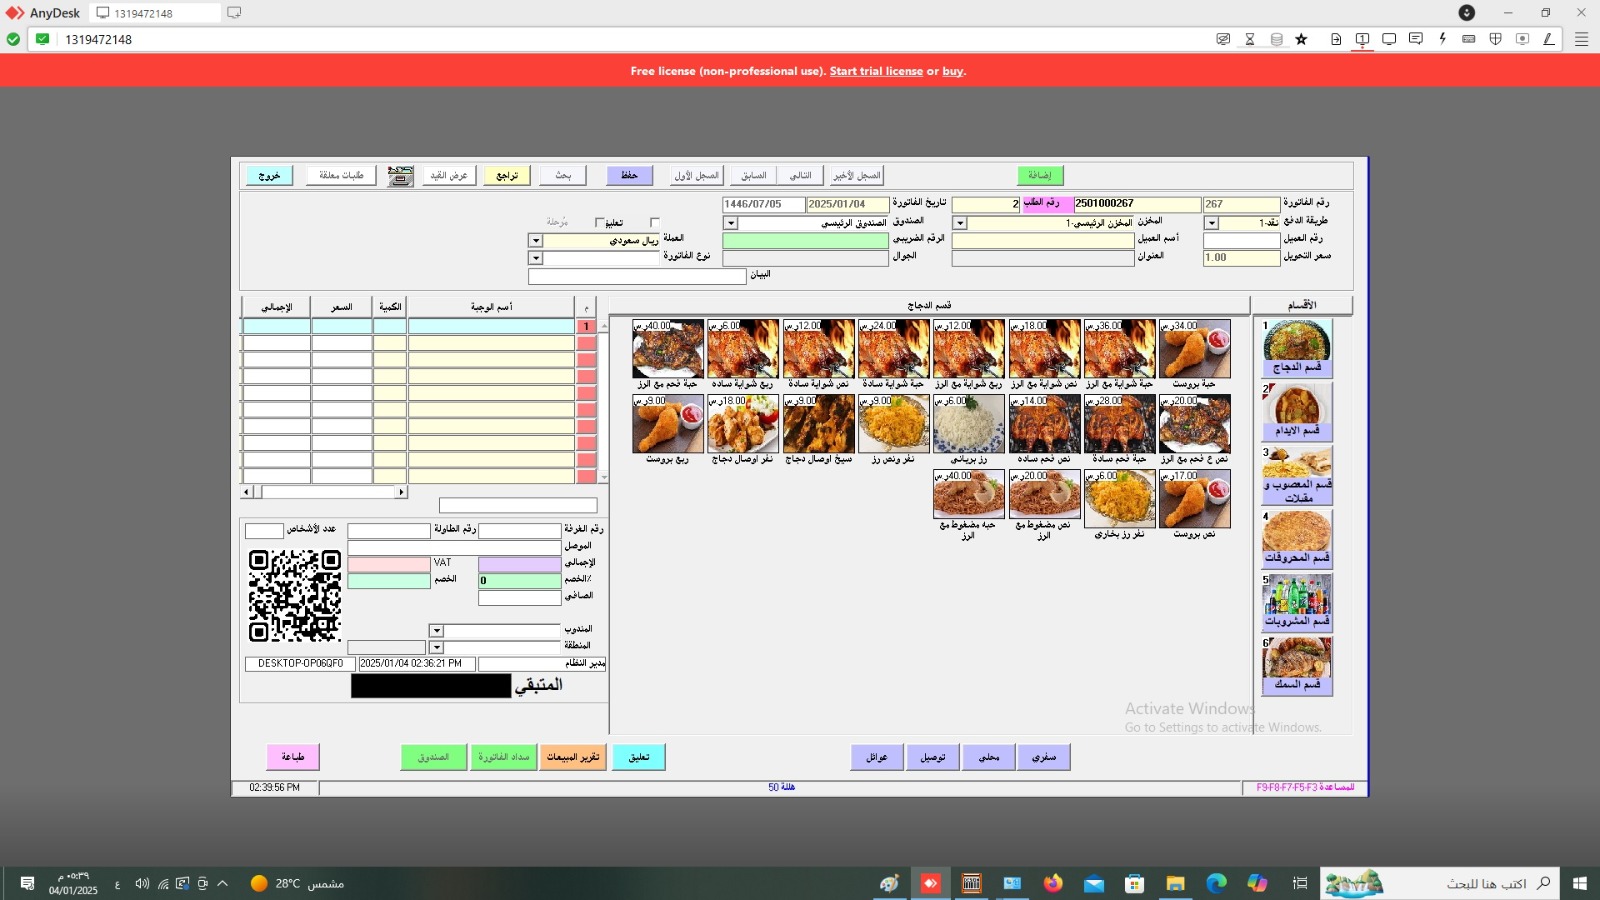 AnyDesk
1319472148
1319472148
Free license (non-professional use). Start trial license or buy.
إضافة
السجل الأخير
التالي
السابق
السجل الأول
حفظ
بحث
تراجع
عرض القيد
طلبات معلقة
خروج
رقم الفاتورة 267 2501000267 رقم الطلب 2 تاريخ الفاتورة 2025/01/04 1446/07/05
طريقة الدفع نقد-1 المخزن المخزن الرئيسي-1 الصندوق الصندوق الرئيسي تعليق مُرحلة
رقم العميل أسم العميل الرقم الضريبي العملة ريال سعودي
سعر التحويل 1.00 العنوان الجوال نوع الفاتورة
البيان
الأقسام
قسم الدجاج
م أسم الوجبة الكمية السعر الإجمالي
1
34.00ر.س 36.00ر.س 18.00ر.س 12.00ر.س 24.00ر.س 12.00ر.س 6.00ر.س 40.00ر.س
حبة بروست
حبة شواية مع الرز
نص شواية مع الرز
ربع شواية مع الرز
حبة شواية سادة
نص شواية سادة
ربع شواية ساده
حبة فحم مع الرز
20.00ر.س 28.00ر.س 14.00ر.س 6.00ر.س 9.00ر.س 9.00ر.س 18.00ر.س 9.00ر.س
نص ع فحم مع الرز
حبة فحم سادة
نص فحم ساده
رز برياني
نفر ونص رز
سيخ اوصال دجاج
نفر اوصال دجاج
ربع بروست
17.00ر.س 6.00ر.س 20.00ر.س 40.00ر.س
نص بروست
نفر رز بخاري
نص مضغوط مع الرز
حبه مضغوط مع الرز
1
قسم الدجاج
2
قسم الايدام
3
قسم المعصوب و مقبلات
4
قسم المحروقات
5
قسم المشروبات
6
قسم السمك
رقم الغرفة رقم الطاولة عدد الأشخاص
الموصل
الإجمالي VAT
الخصم٪ 0 الخصم
الصافي
المندوب
المنطقة
مدير النظام 2025/01/04 02:36:21 PM DESKTOP-OP06QF0
المتبقي
Activate Windows
Go to Settings to activate Windows.
سفري
محلي
توصيل
عوائل
تعليق
تقرير المبيعات
سداد الفاتورة
الصندوق
طباعة
للمساعدة F9-F8-F7-F5-F3
50 هللة
02:39:56 PM
اكتب هنا للبحث
28°C مشمس
ع
٠٥:٣٩ م
04/01/2025